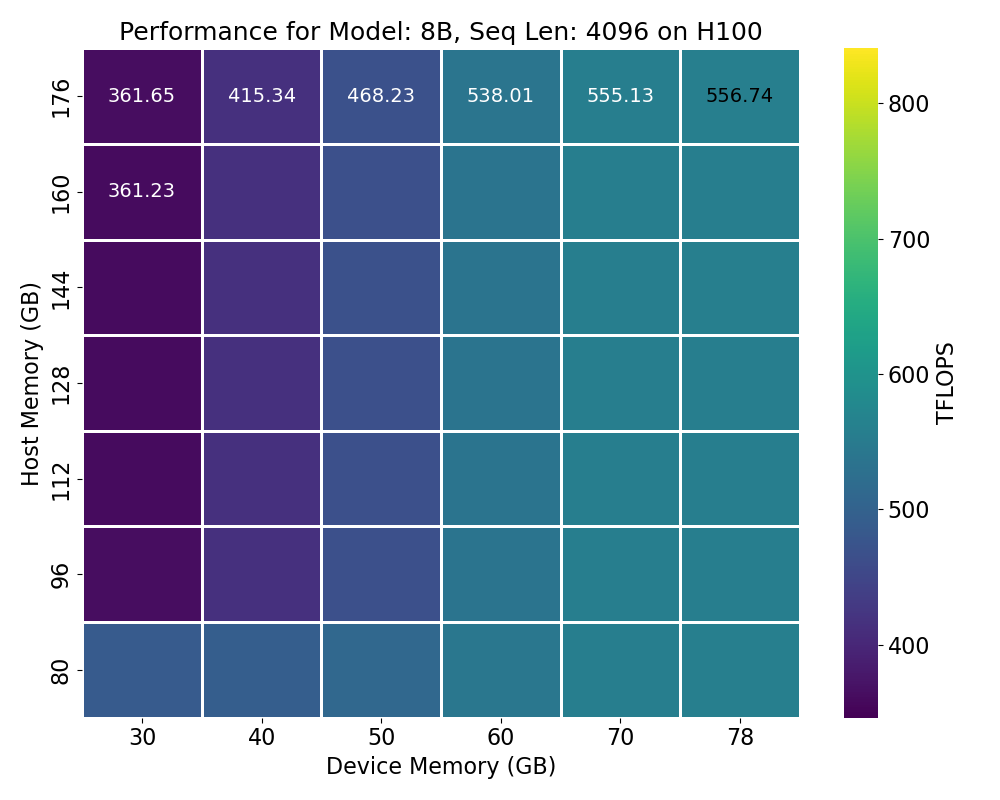 Performance for Model: 8B, Seq Len: 4096 on H100
176 361.65 415.34 468.23 538.01 555.13 556.74
160 361.23
144
128
112
96
80
Host Memory (GB)
30 40 50 60 70 78
Device Memory (GB)
800
700
600
500
400
TFLOPS